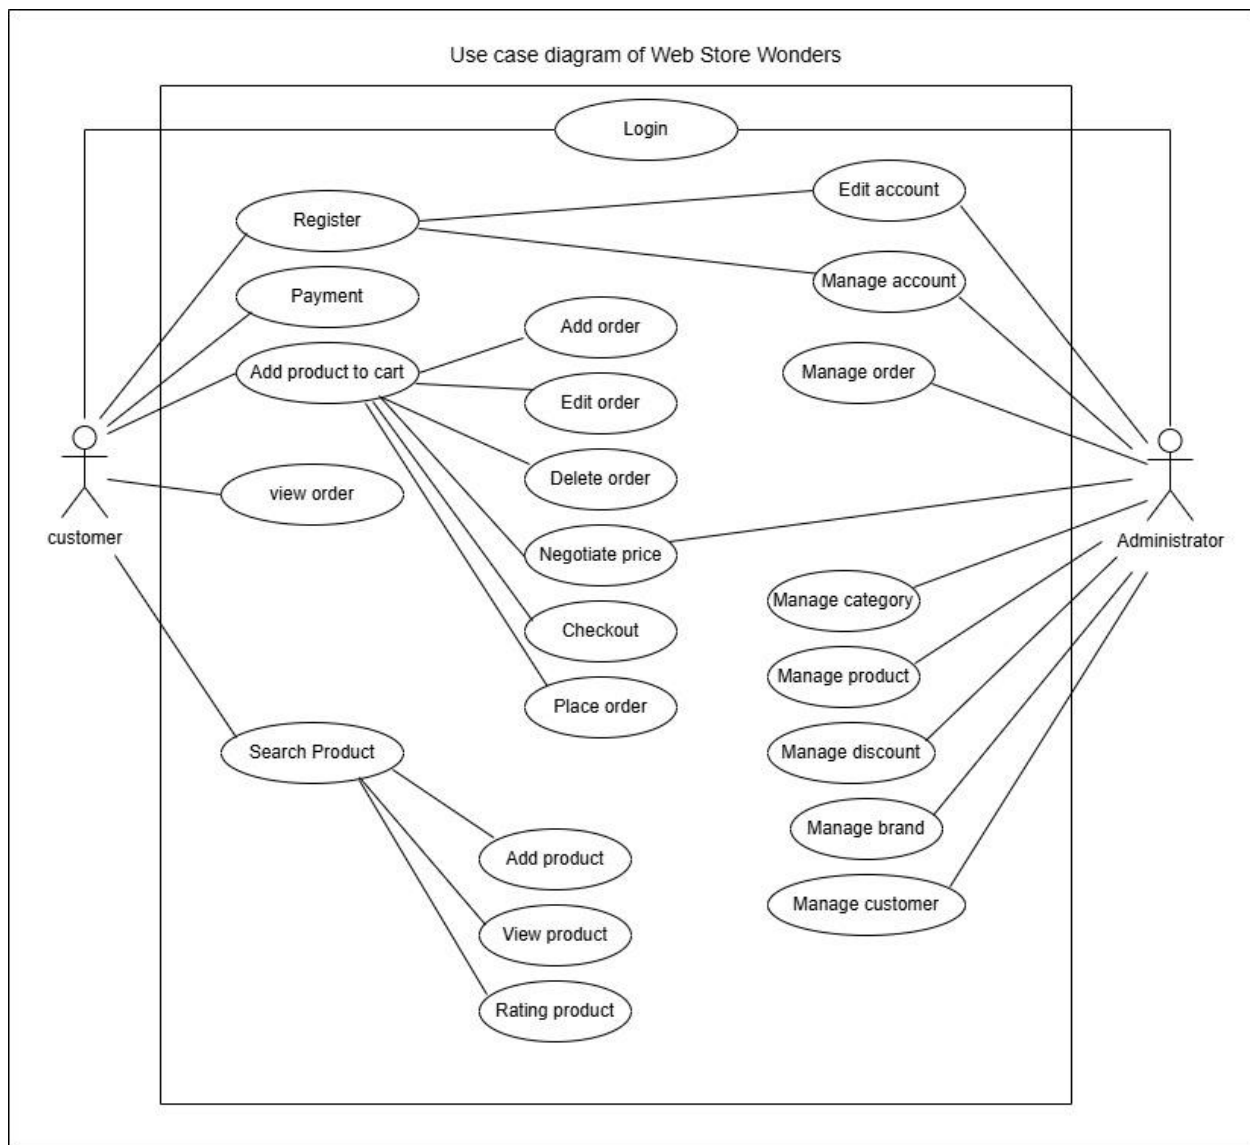 Use case diagram of Web Store Wonders
Login
Edit account
Register
Manage account
Payment
Add order
Add product to cart
Manage order
Edit order
Delete order
view order
customer
Negotiate price
Administrator
Manage category
Checkout
Manage product
Place order
Search Product
Manage discount
Manage brand
Add product
Manage customer
View product
Rating product